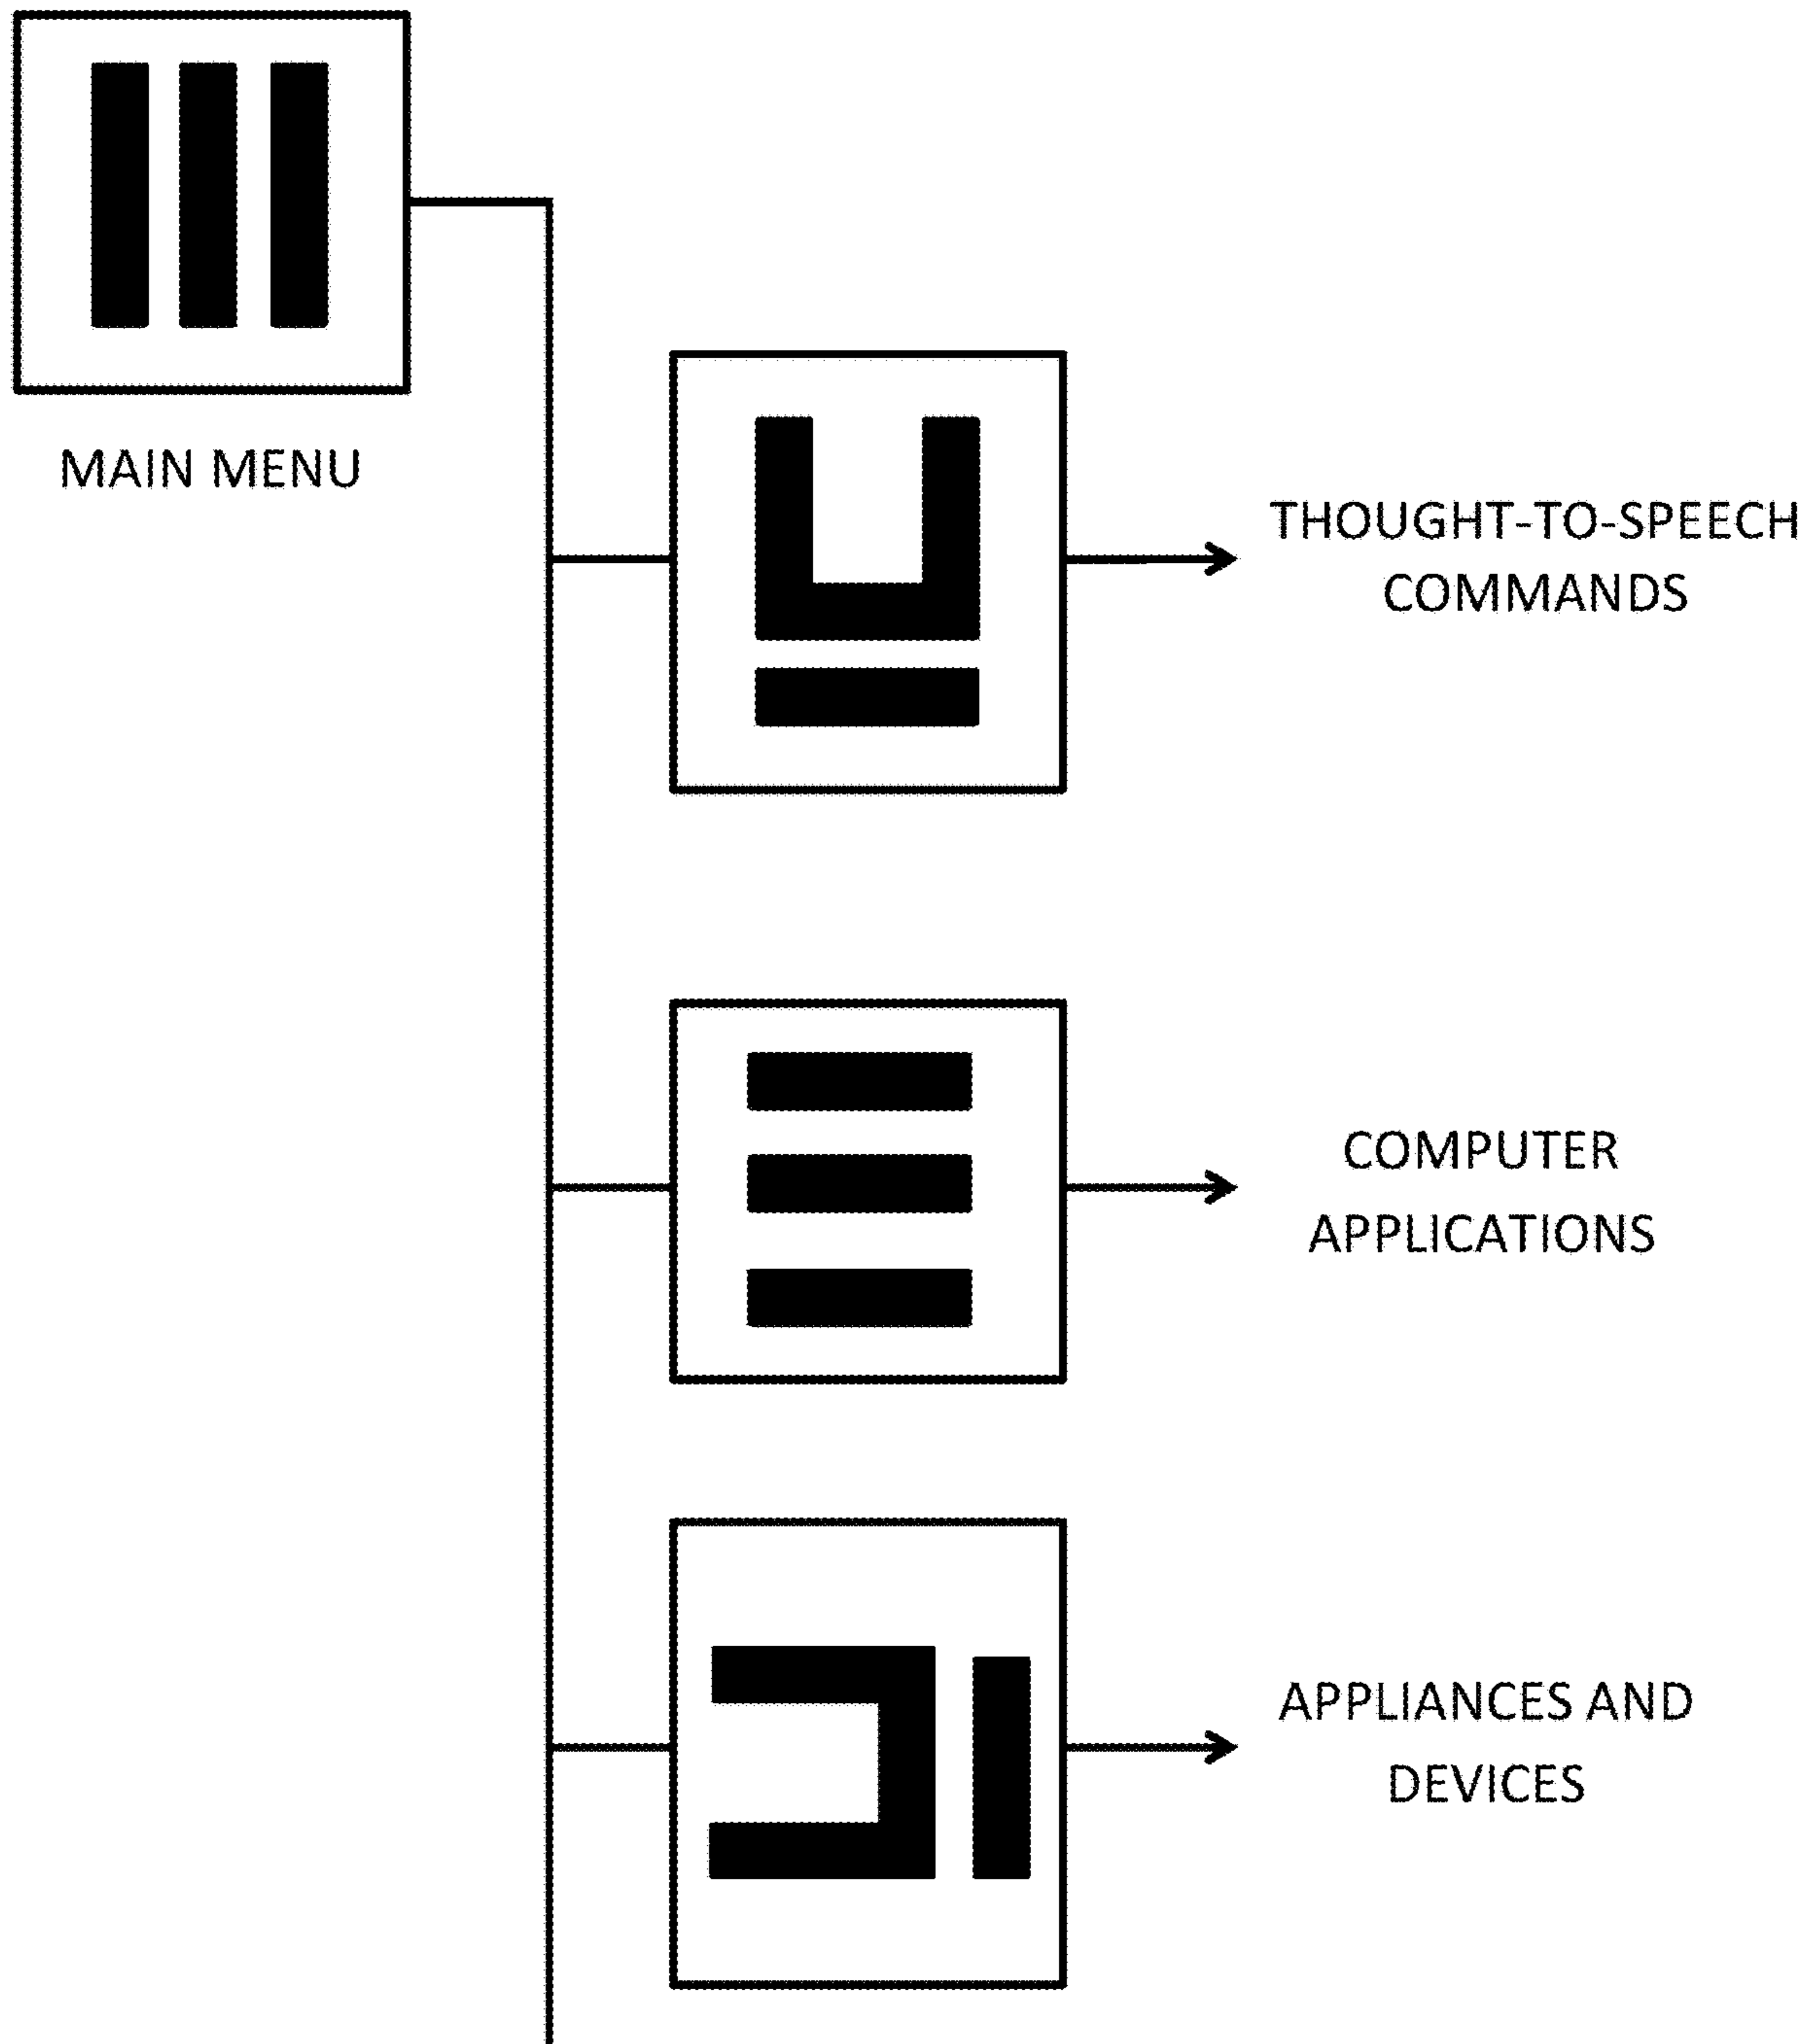 MAIN MENU
THOUGHT-TO-SPEECH
COMMANDS
COMPUTER
APPLICATIONS
APPLIANCES AND
DEVICES